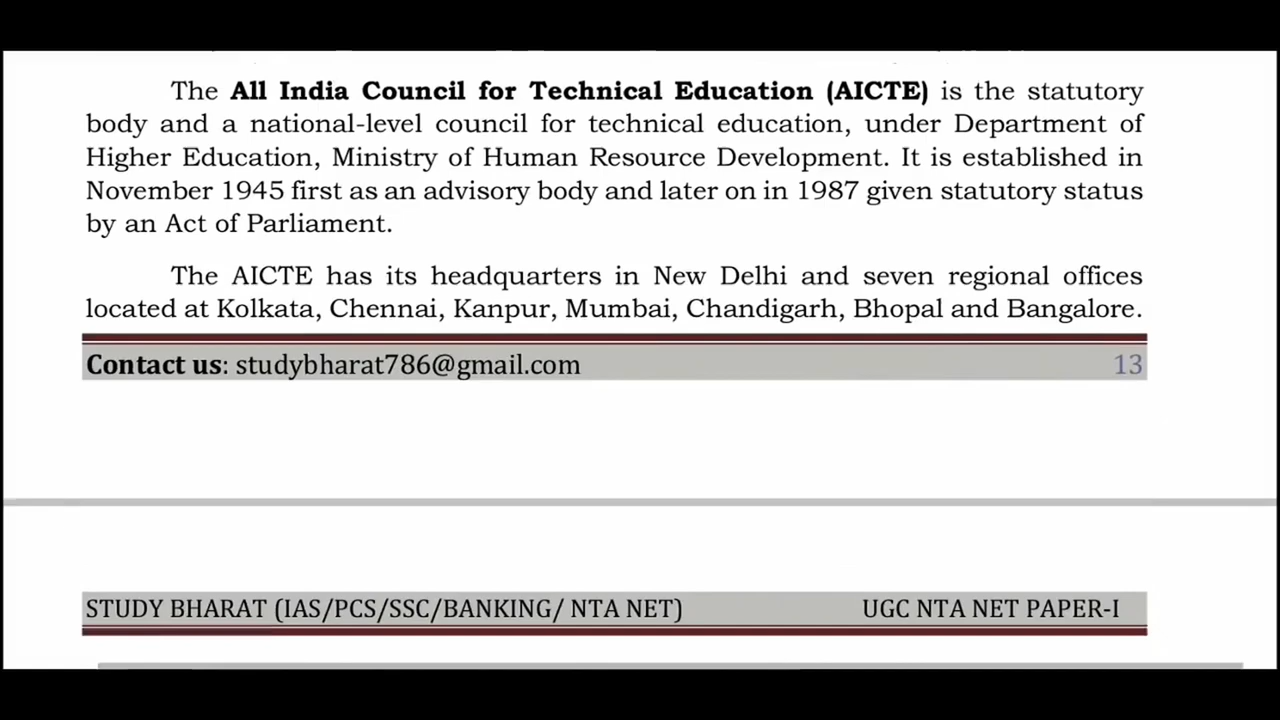 The All India Council for Technical Education (AICTE) is the statutory
body and a national-level council for technical education, under Department of
Higher Education, Ministry of Human Resource Development. It is established in
November 1945 first as an advisory body and later on in 1987 given statutory status
by an Act of Parliament.
The AICTE has its headquarters in New Delhi and seven regional offices
located at Kolkata, Chennai, Kanpur, Mumbai, Chandigarh, Bhopal and Bangalore.
Contact us: studybharat786@gmail.com 13
STUDY BHARAT (IAS/PCS/SSC/BANKING/ NTA NET) UGC NTA NET PAPER-I